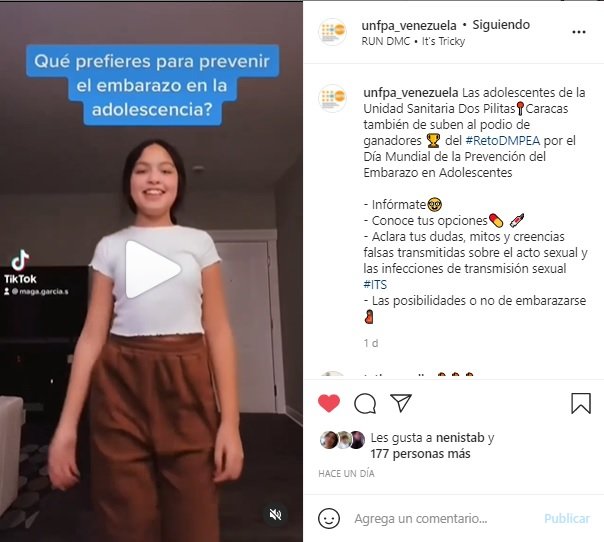 Qué prefieres para prevenir
el embarazo en la
adolescencia?
TikTok
@ maga.garcia.s
unfpa_venezuela • Siguiendo
RUN DMC • It's Tricky
unfpa_venezuela Las adolescentes de la
Unidad Sanitaria Dos Pilitas📍Caracas
también de suben al podio de
ganadores 🏆 del #RetoDMPEA por el
Día Mundial de la Prevención del
Embarazo en Adolescentes
- Infórmate🤓
- Conoce tus opciones💊 💉
- Aclara tus dudas, mitos y creencias
falsas transmitidas sobre el acto sexual y
las infecciones de transmisión sexual
#ITS
- Las posibilidades o no de embarazarse
🤰
1 d
Les gusta a nenistab y
177 personas más
HACE UN DÍA
Agrega un comentario...
Publicar